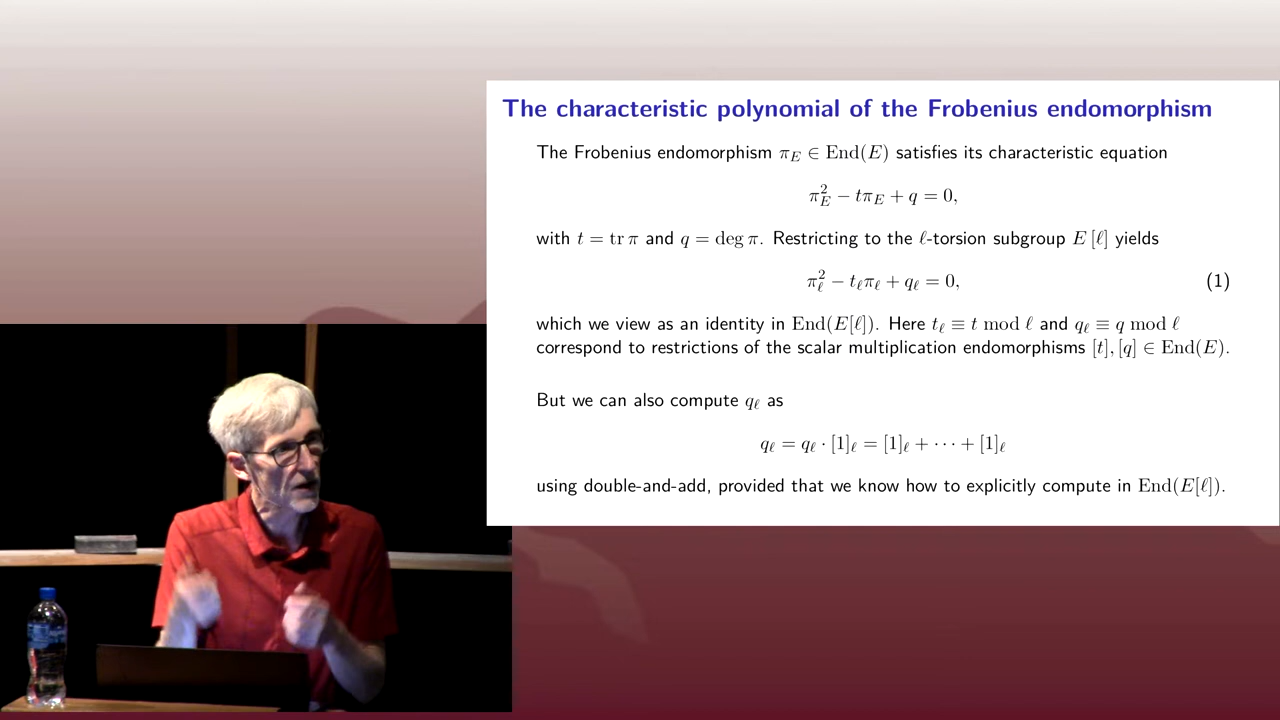 The characteristic polynomial of the Frobenius endomorphism
The Frobenius endomorphism π_E ∈ End(E) satisfies its characteristic equation
π_E^2 − tπ_E + q = 0,
with t = tr π and q = deg π. Restricting to the ℓ-torsion subgroup E [ℓ] yields
π_ℓ^2 − t_ℓπ_ℓ + q_ℓ = 0, (1)
which we view as an identity in End(E[ℓ]). Here t_ℓ ≡ t mod ℓ and q_ℓ ≡ q mod ℓ
correspond to restrictions of the scalar multiplication endomorphisms [t], [q] ∈ End(E).
But we can also compute q_ℓ as
q_ℓ = q_ℓ · [1]_ℓ = [1]_ℓ + · · · + [1]_ℓ
using double-and-add, provided that we know how to explicitly compute in End(E[ℓ]).